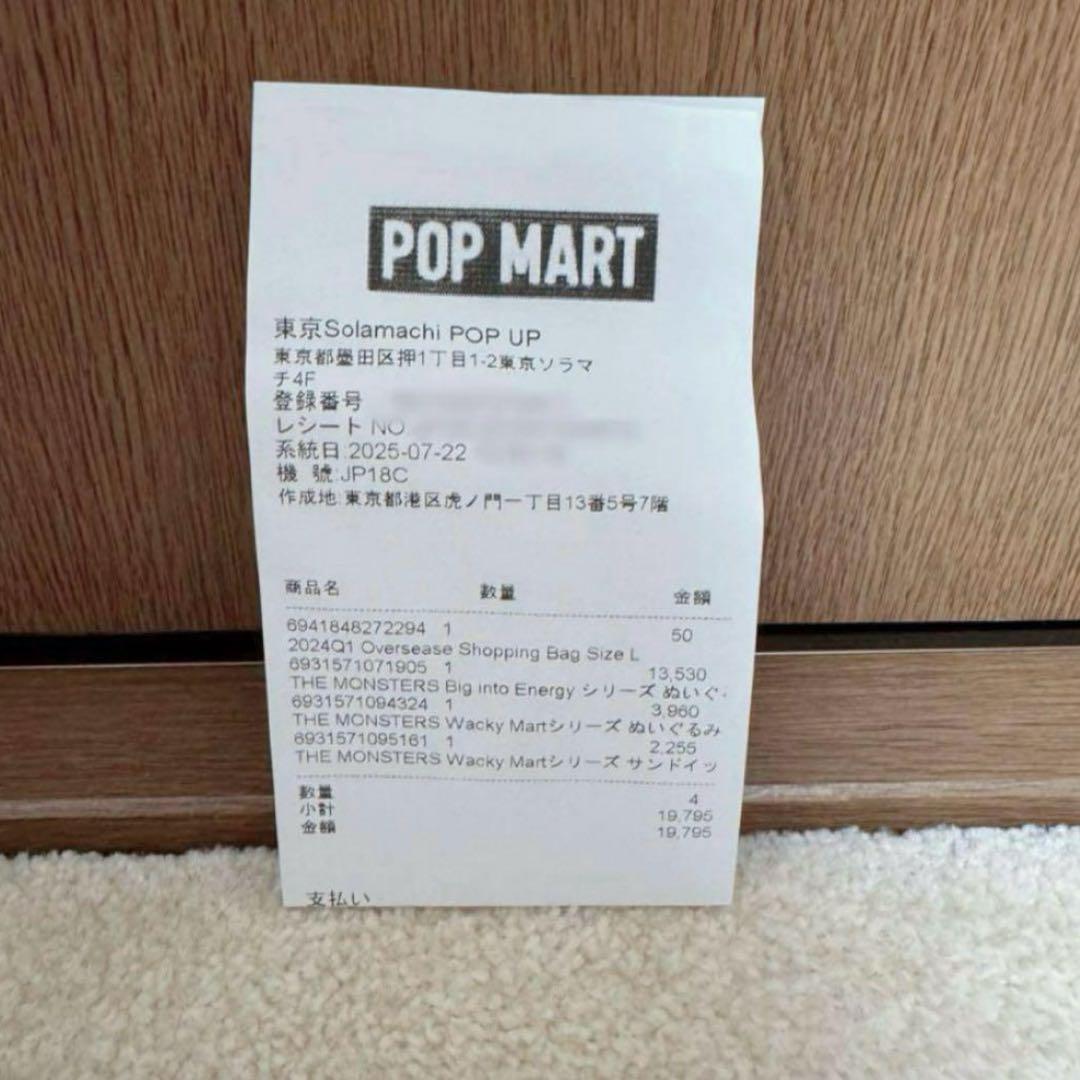 POP MART
東京Solamachi POP UP
東京都墨田区押1丁目1-2東京ソラマ
チ4F
登録番号
レシート NO
系統日:2025-07-22
機 號:JP18C
作成地:東京都港区虎ノ門一丁目13番5号7階
商品名 数量 金額
6941848272294 1 50
2024Q1 Oversease Shopping Bag Size L
6931571071905 1 13,530
THE MONSTERS Big into Energy シリーズ ぬいぐ
6931571094324 1 3,960
THE MONSTERS Wacky Martシリーズ ぬいぐるみ
6931571095161 1 2,255
THE MONSTERS Wacky Martシリーズ サンドイッ
数量 4
小計 19,795
金額 19,795
支払い